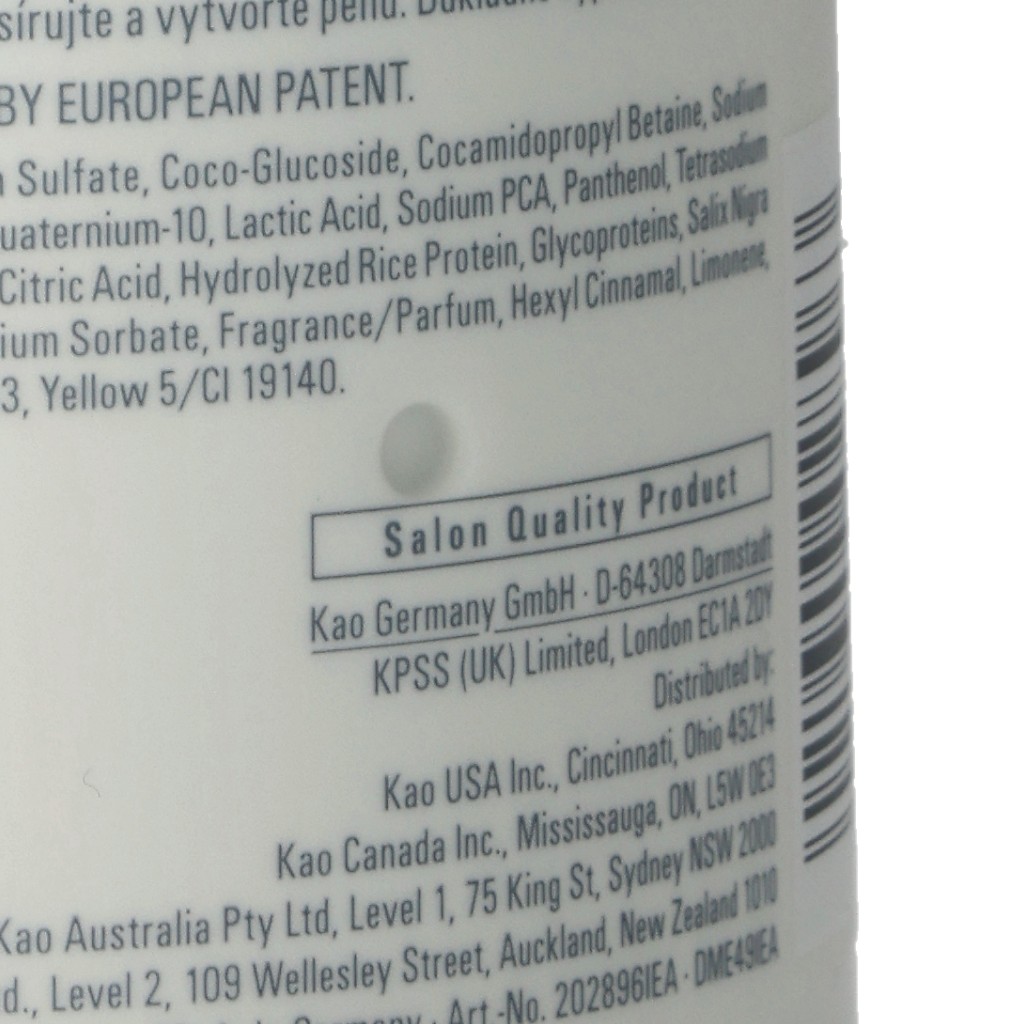 sírujte a vytvořte pěnu.
BY EUROPEAN PATENT.
Sulfate, Coco-Glucoside, Cocamidopropyl Betaine, Sodium
uaternium-10, Lactic Acid, Sodium PCA, Panthenol, Tetrasodium
Citric Acid, Hydrolyzed Rice Protein, Glycoproteins, Salix Nigra
ium Sorbate, Fragrance/Parfum, Hexyl Cinnamal, Limonene,
3, Yellow 5/CI 19140.
Salon Quality Product
Kao Germany GmbH · D-64308 Darmstadt
KPSS (UK) Limited, London EC1A 2DY
Distributed by:
Kao USA Inc., Cincinnati, Ohio 45214
Kao Canada Inc., Mississauga, ON, L5W 0E3
Kao Australia Pty Ltd, Level 1, 75 King St, Sydney NSW 2000
d., Level 2, 109 Wellesley Street, Auckland, New Zealand 1010
Germany · Art.-No. 202896IEA · DME49IEA